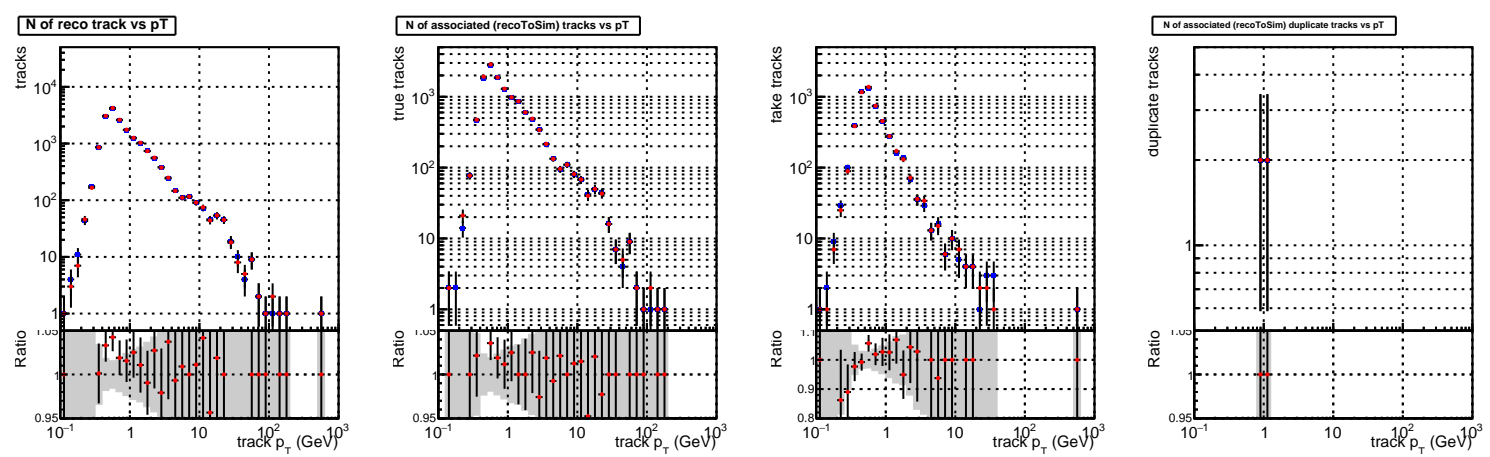 N of reco track vs pT
tracks
10^4
10^3
10^2
10
1
Ratio
1.05
1
0.95
10^-1 1 10 10^2 10^3
track p_T (GeV)
N of associated (recoToSim) tracks vs pT
true tracks
10^3
10^2
10
1
Ratio
1.05
1
0.95
10^-1 1 10 10^2 10^3
track p_T (GeV)
fake tracks
10^3
10^2
10
1
Ratio
1.1
1
0.9
0.8
10^-1 1 10 10^2 10^3
track p_T (GeV)
N of associated (recoToSim) duplicate tracks vs pT
duplicate tracks
1
Ratio
1.05
1
0.95
10^-1 1 10 10^2 10^3
track p_T (GeV)